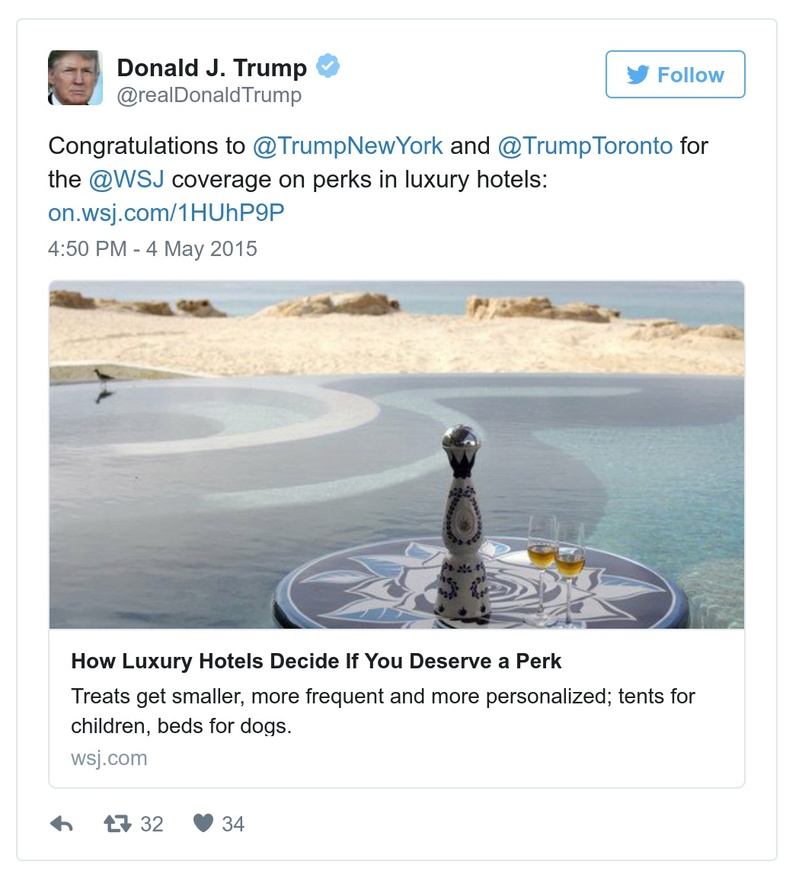 Donald J. Trump
@realDonaldTrump
Follow
Congratulations to @TrumpNewYork and @TrumpToronto for
the @WSJ coverage on perks in luxury hotels:
on.wsj.com/1HUhP9P
4:50 PM - 4 May 2015
How Luxury Hotels Decide If You Deserve a Perk
Treats get smaller, more frequent and more personalized; tents for
children, beds for dogs.
wsj.com
32 34